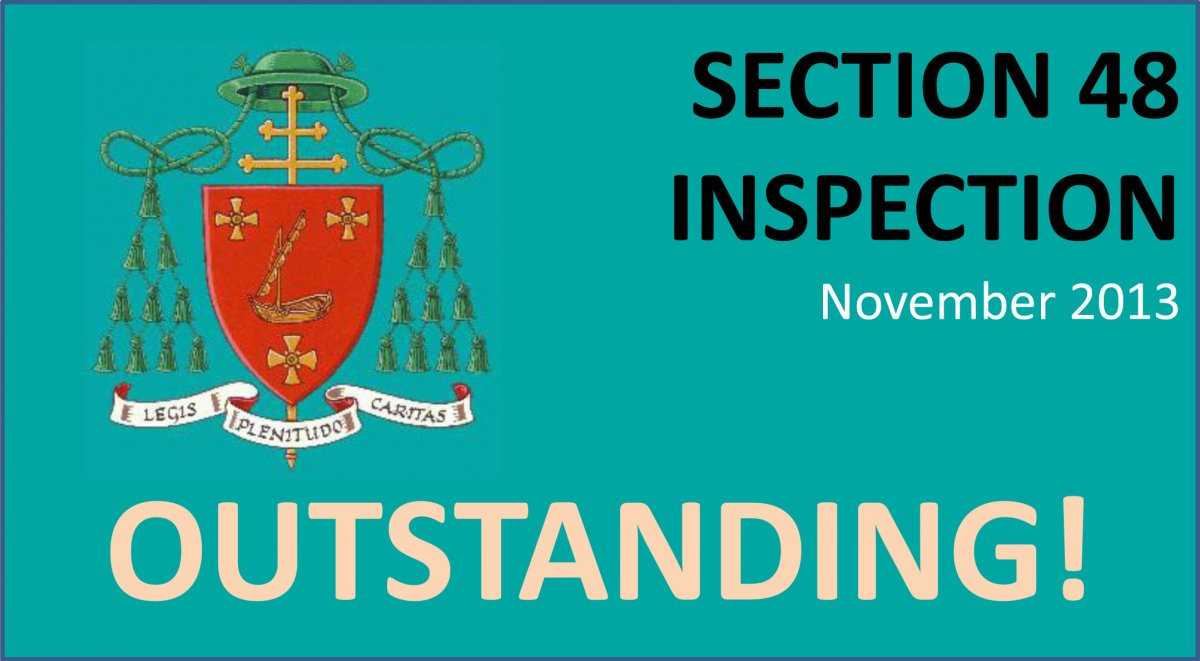 SECTION 48
INSPECTION
November 2013
LEGIS
PLENITUDO
CARITAS
OUTSTANDING!